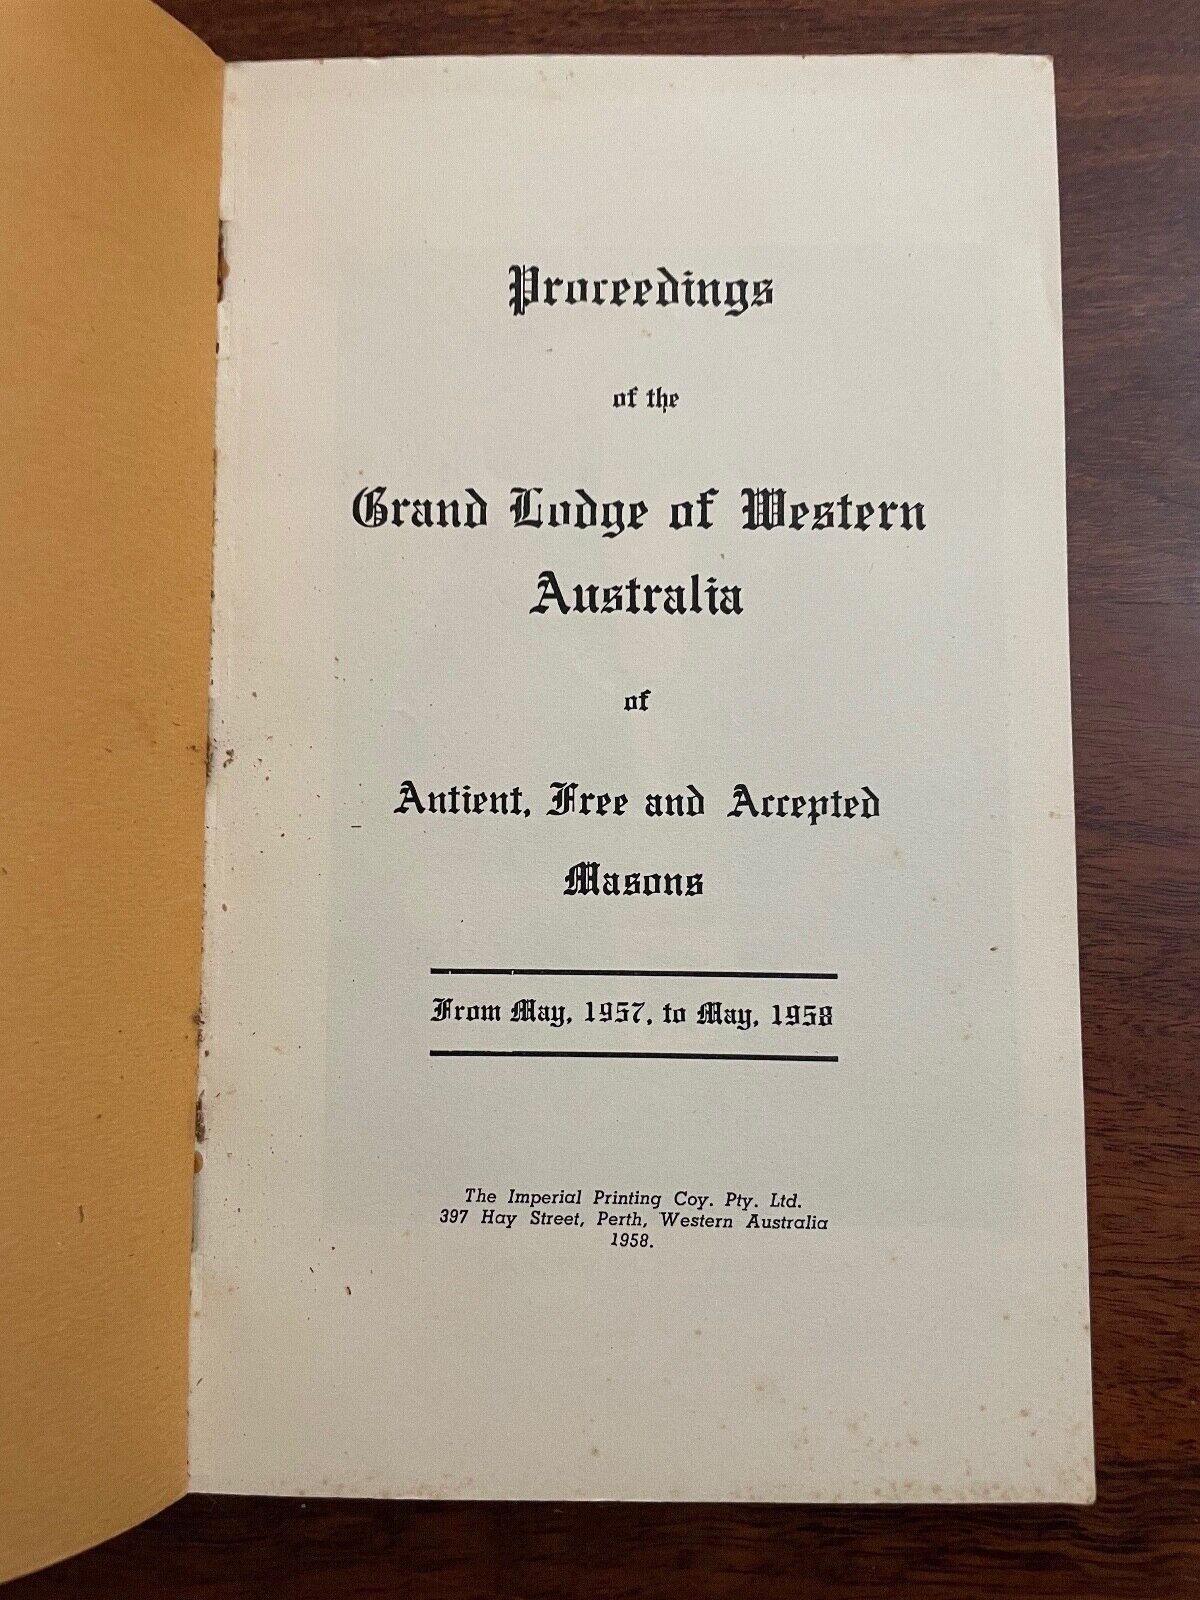 Proceedings
of the
Grand Lodge of Western
Australia
of
Antient, Free and Accepted
Masons
From May, 1957, to May, 1958
The Imperial Printing Coy. Pty. Ltd.
397 Hay Street, Perth, Western Australia
1958.